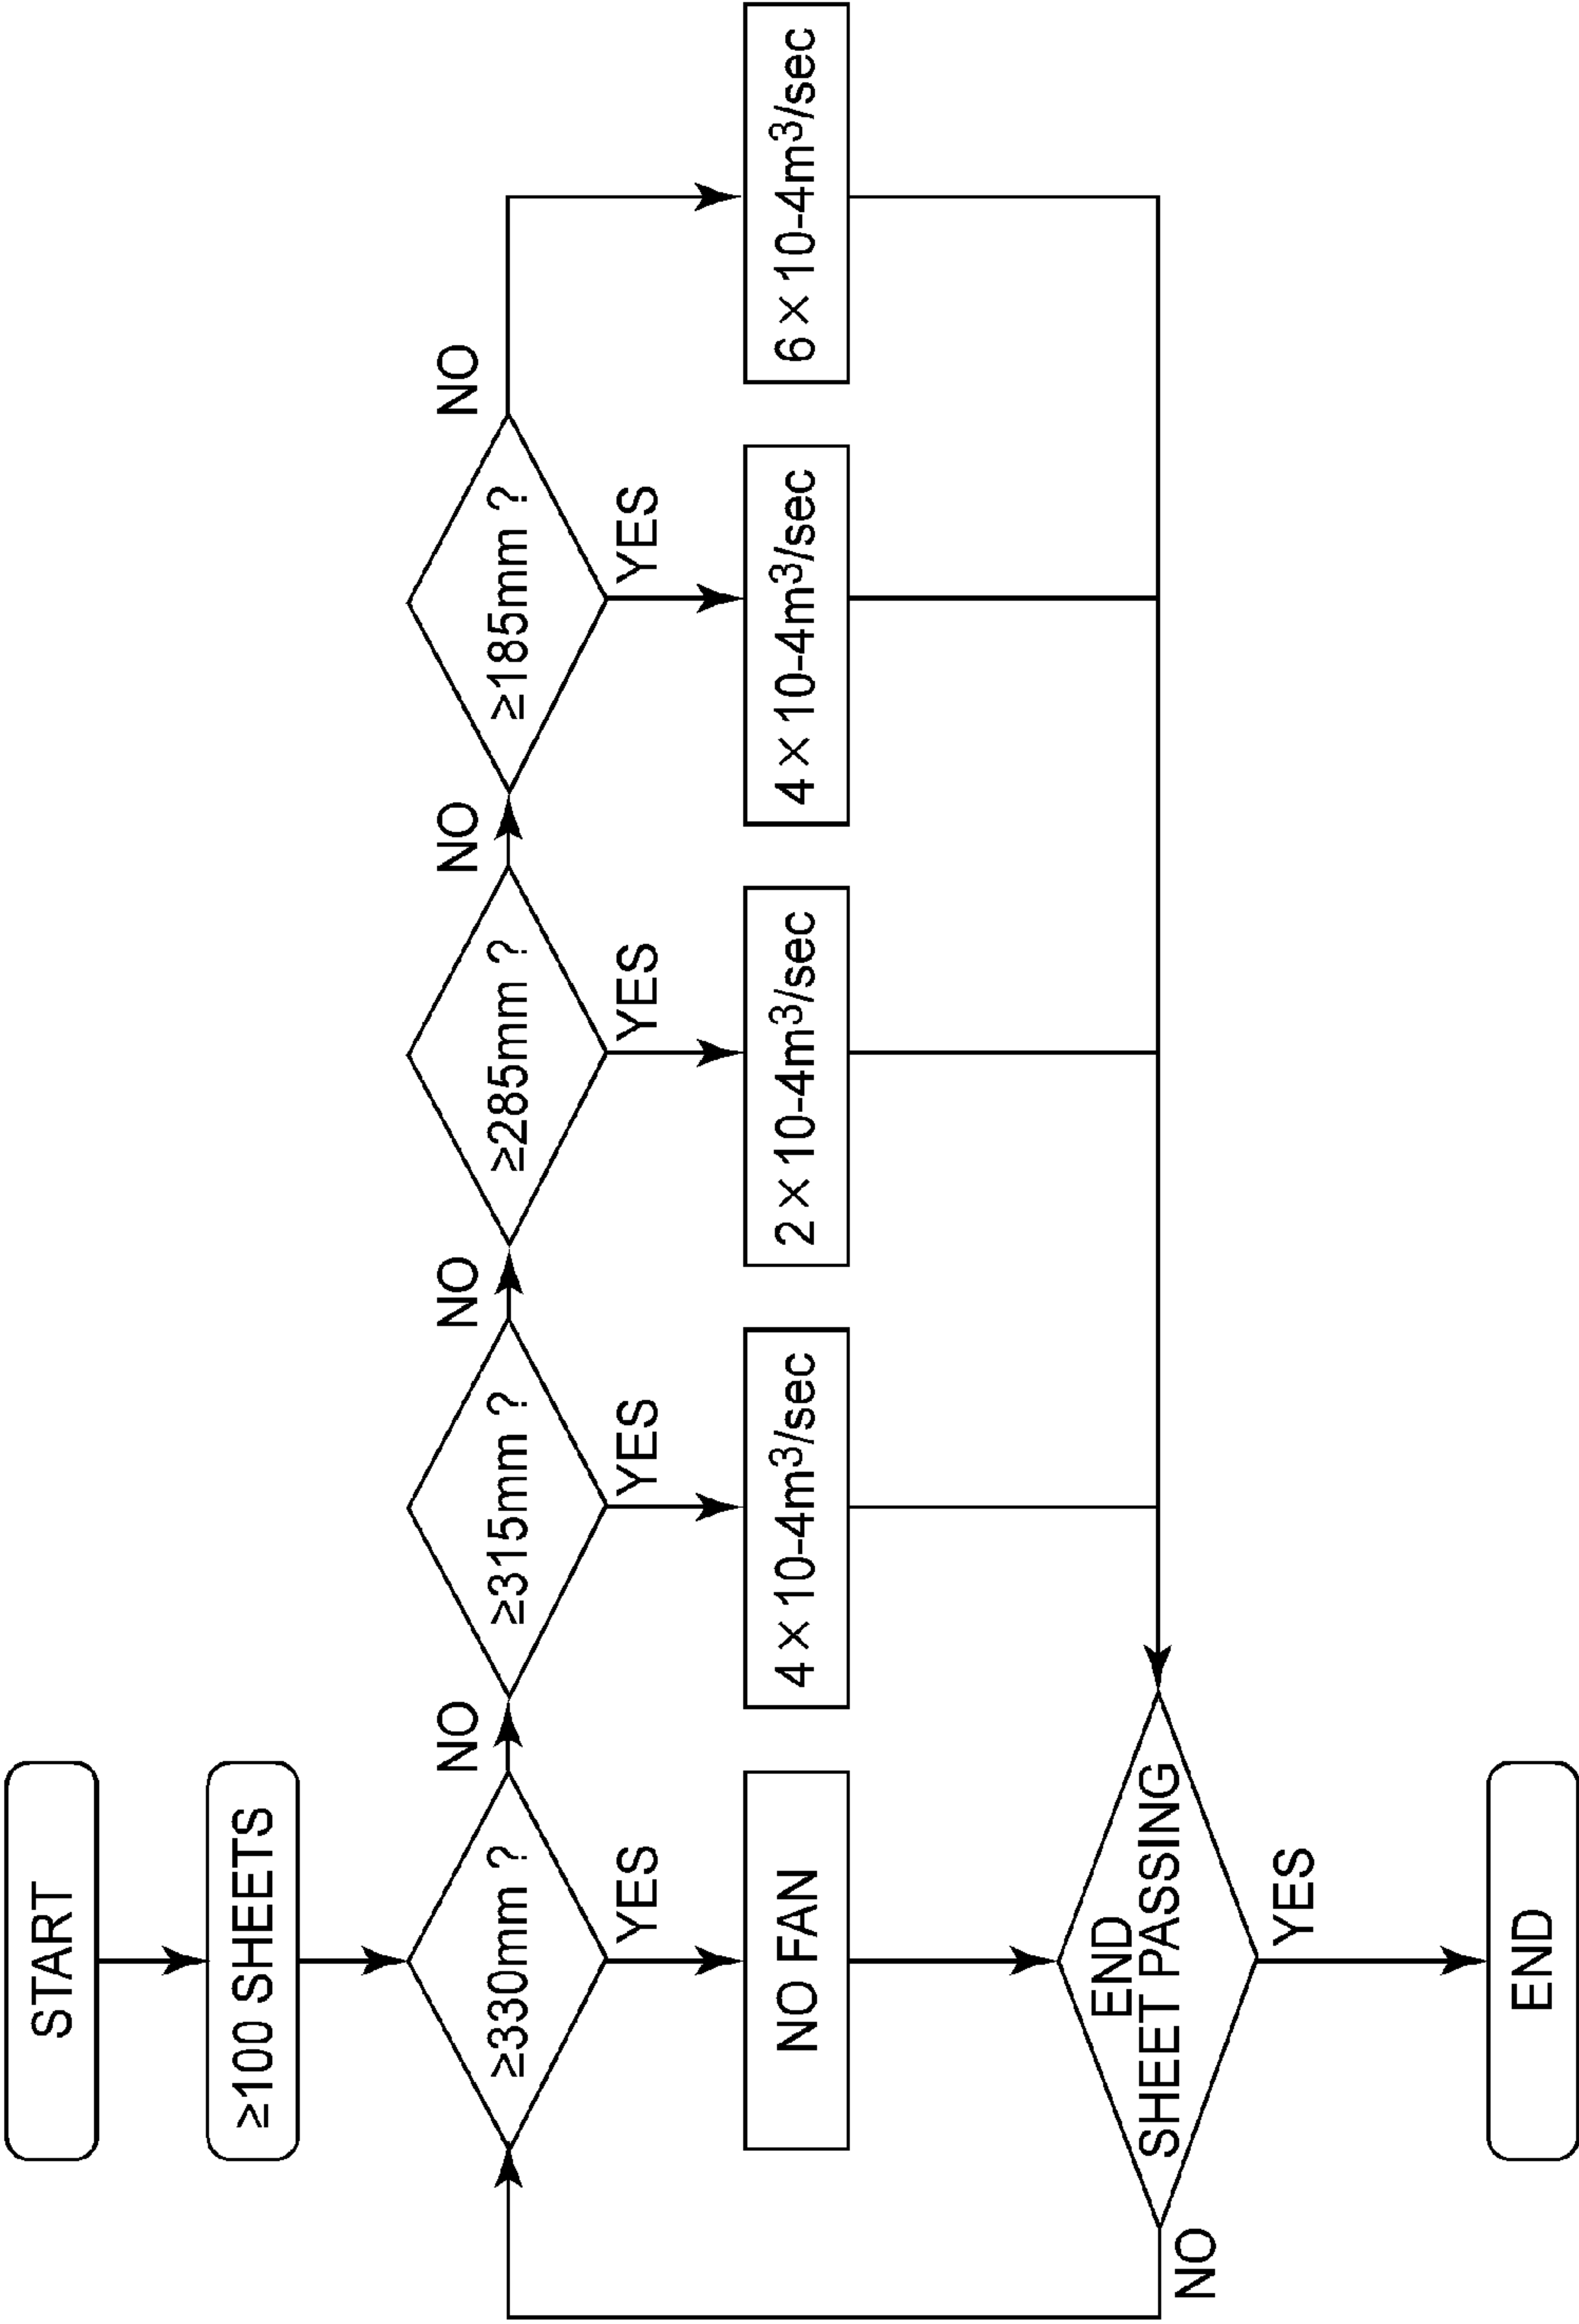 START
≥100 SHEETS
≥330mm ?
NO
≥315mm ?
NO
≥285mm ?
NO
≥185mm ?
NO
YES
YES
YES
YES
NO FAN
4×10-4m³/sec
2×10-4m³/sec
4×10-4m³/sec
6×10-4m³/sec
END
SHEET PASSING
NO
YES
END